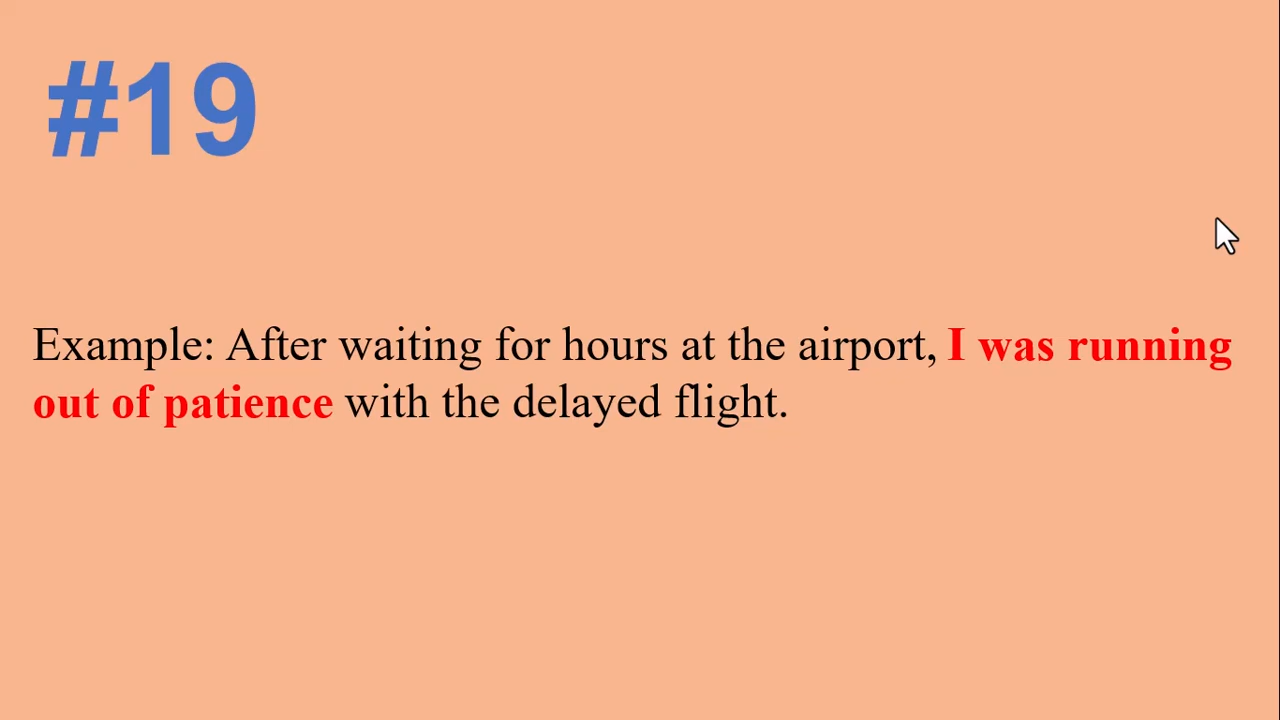 #19
Example: After waiting for hours at the airport, I was running
out of patience with the delayed flight.